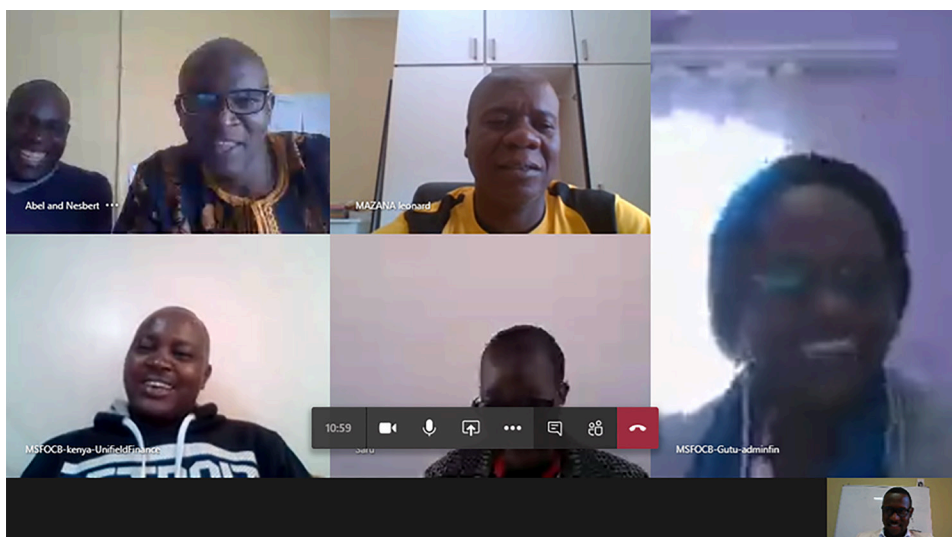 Abel and Nesbert •••
MAZANA leonard
MSFOCB-kenya-UnifieldFinance
10:59
MSFOCB-Gutu-adminfin